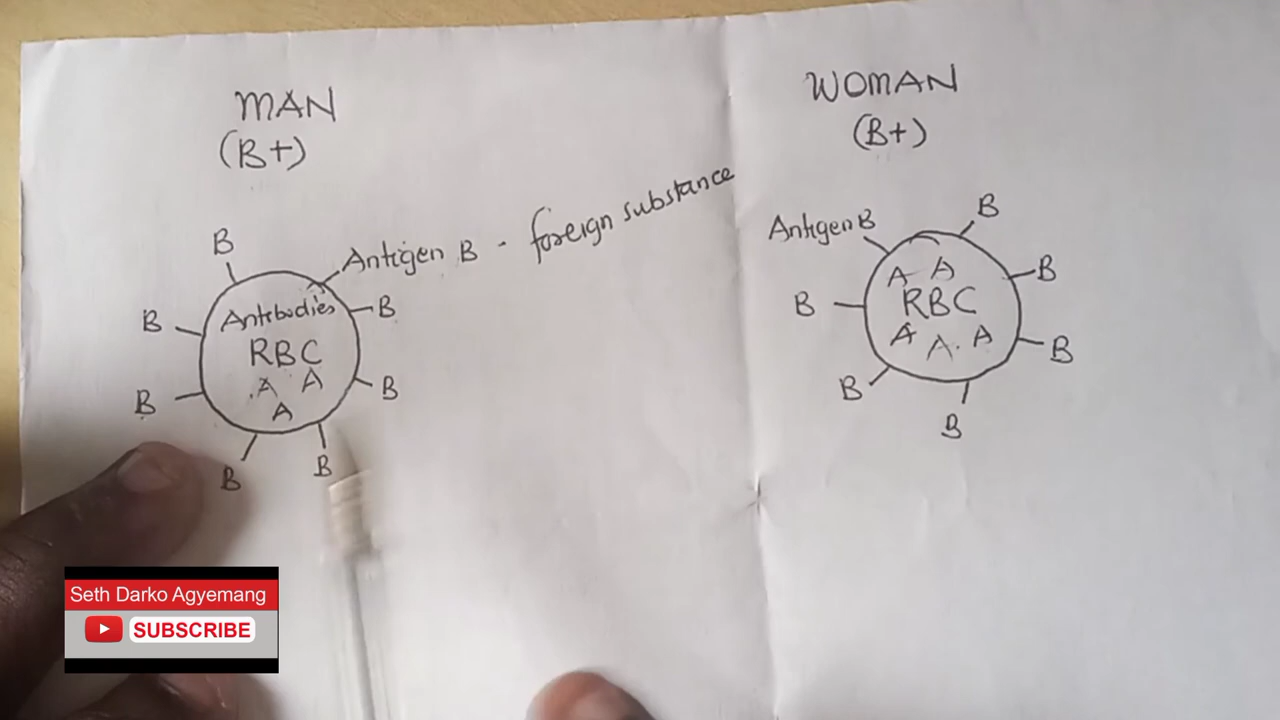 MAN
(B+)
WOMAN
(B+)
B
Antigen B - foreign substance
B
B
B
B
B
B
B
Antibodies
RBC
A A
A
Antigen B
B
B
B
B
B
B
A A
RBC
A A. A
Seth Darko Agyemang
SUBSCRIBE